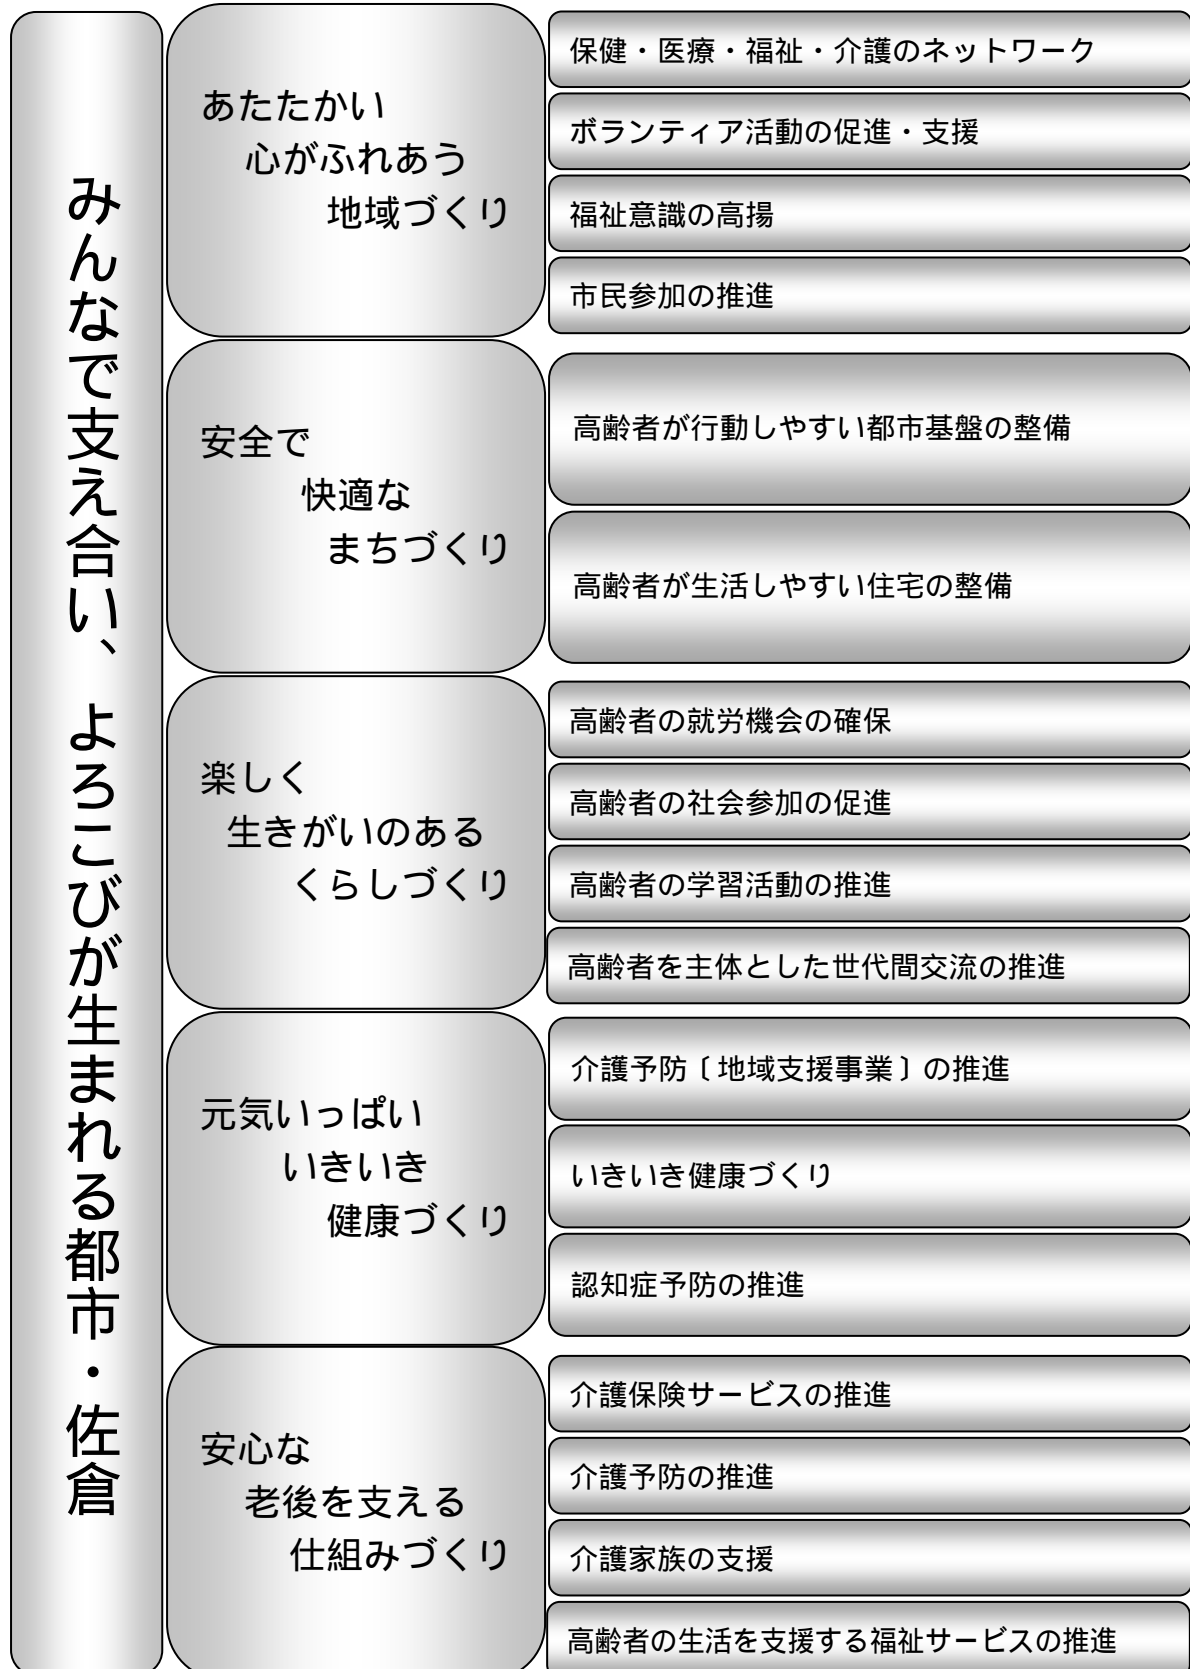 みんなで支え合い、よろこびが生まれる都市・佐倉
あたたかい
心がふれあう
地域づくり
保健・医療・福祉・介護のネットワーク
ボランティア活動の促進・支援
福祉意識の高揚
市民参加の推進
安全で
快適な
まちづくり
高齢者が行動しやすい都市基盤の整備
高齢者が生活しやすい住宅の整備
楽しく
生きがいのある
くらしづくり
高齢者の就労機会の確保
高齢者の社会参加の促進
高齢者の学習活動の推進
高齢者を主体とした世代間交流の推進
元気いっぱい
いきいき
健康づくり
介護予防〔地域支援事業〕の推進
いきいき健康づくり
認知症予防の推進
安心な
老後を支える
仕組みづくり
介護保険サービスの推進
介護予防の推進
介護家族の支援
高齢者の生活を支援する福祉サービスの推進